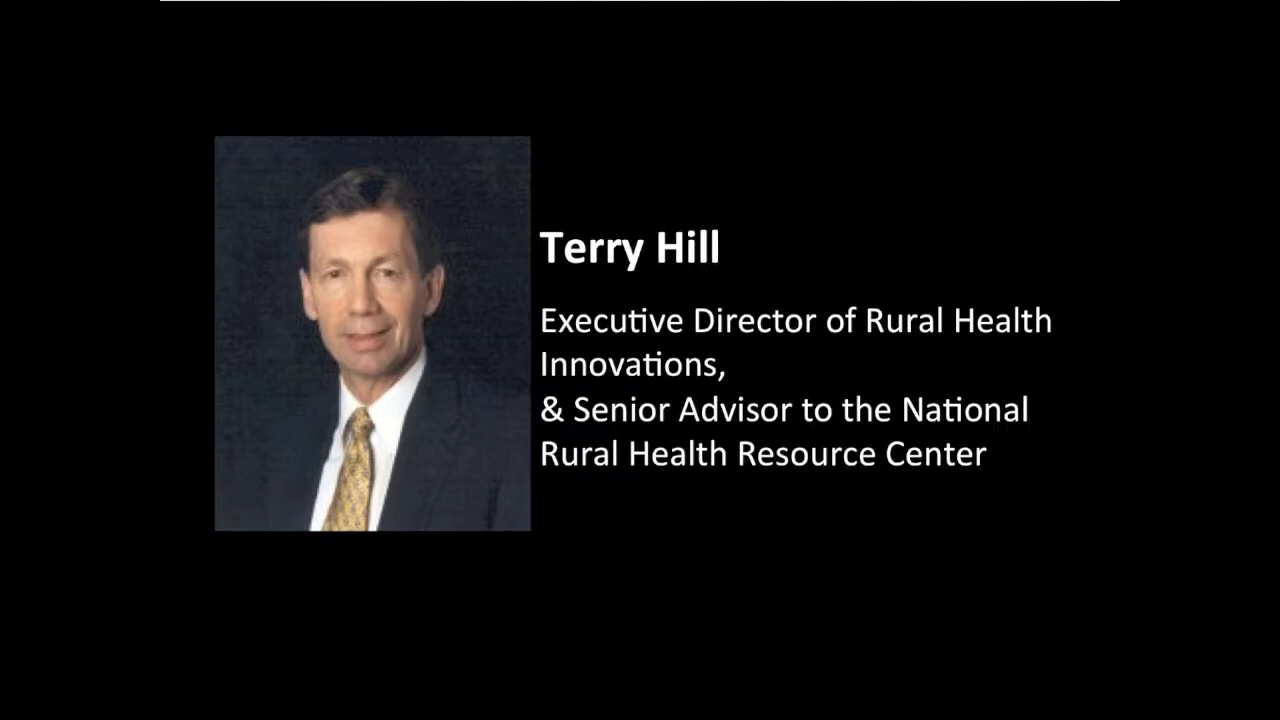 Terry Hill
Executive Director of Rural Health
Innovations,
& Senior Advisor to the National
Rural Health Resource Center